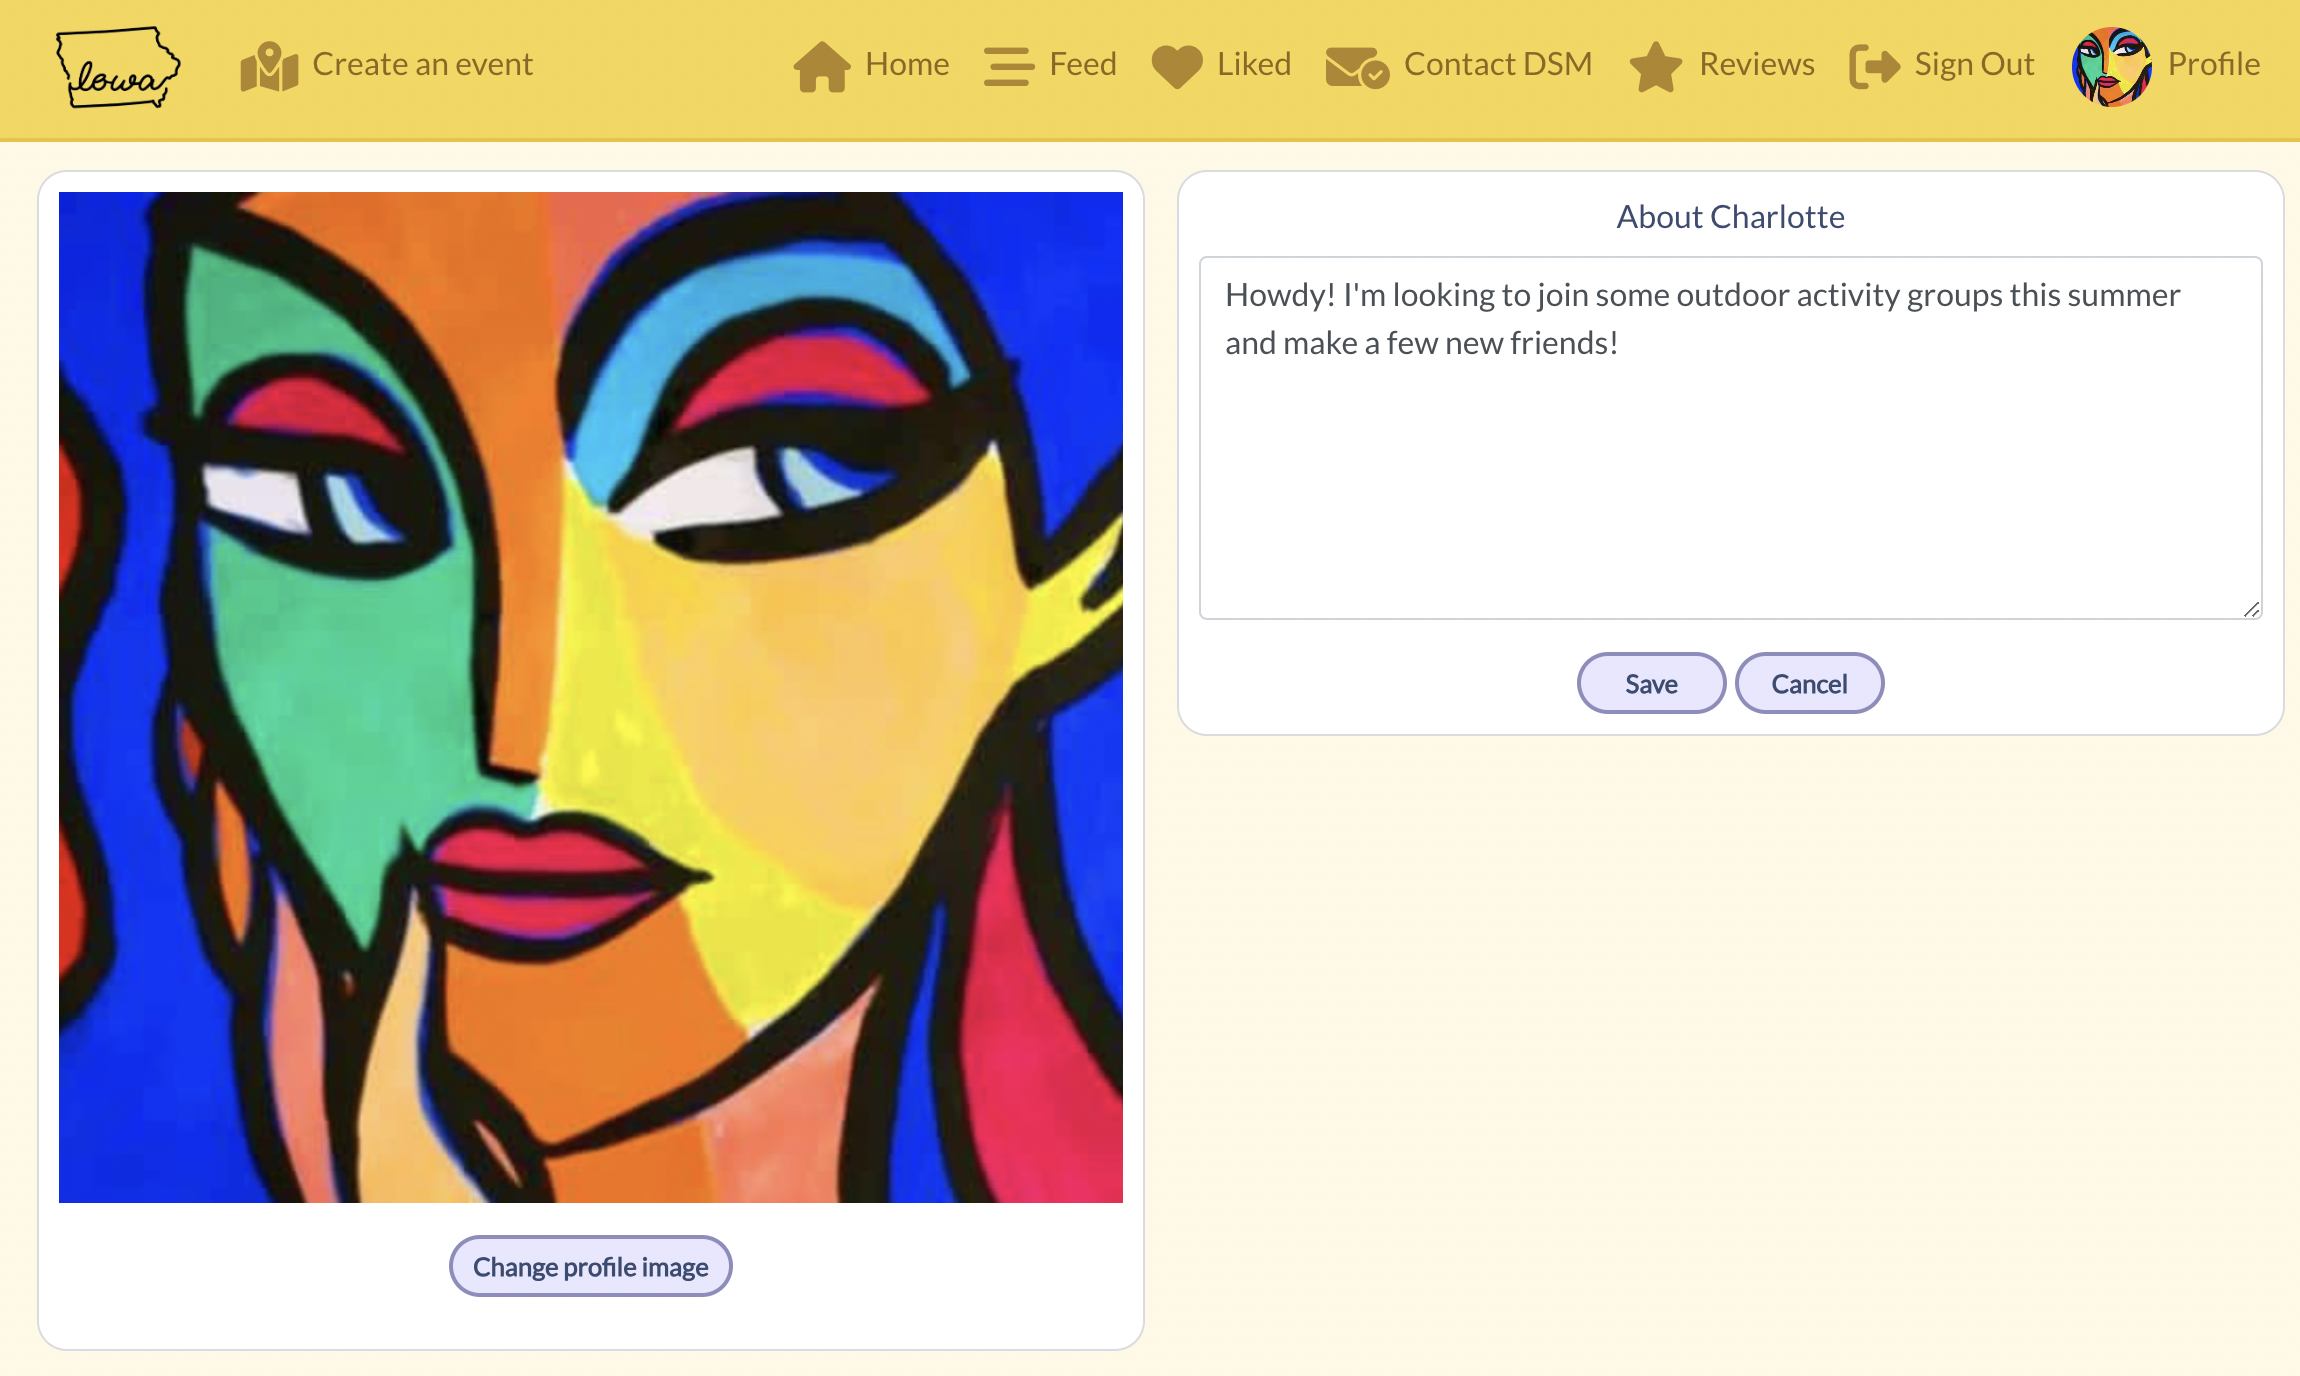 Iowa
Create an event
Home
Feed
Liked
Contact DSM
Reviews
Sign Out
Profile
About Charlotte
Howdy! I'm looking to join some outdoor activity groups this summer
and make a few new friends!
Save
Cancel
Change profile image